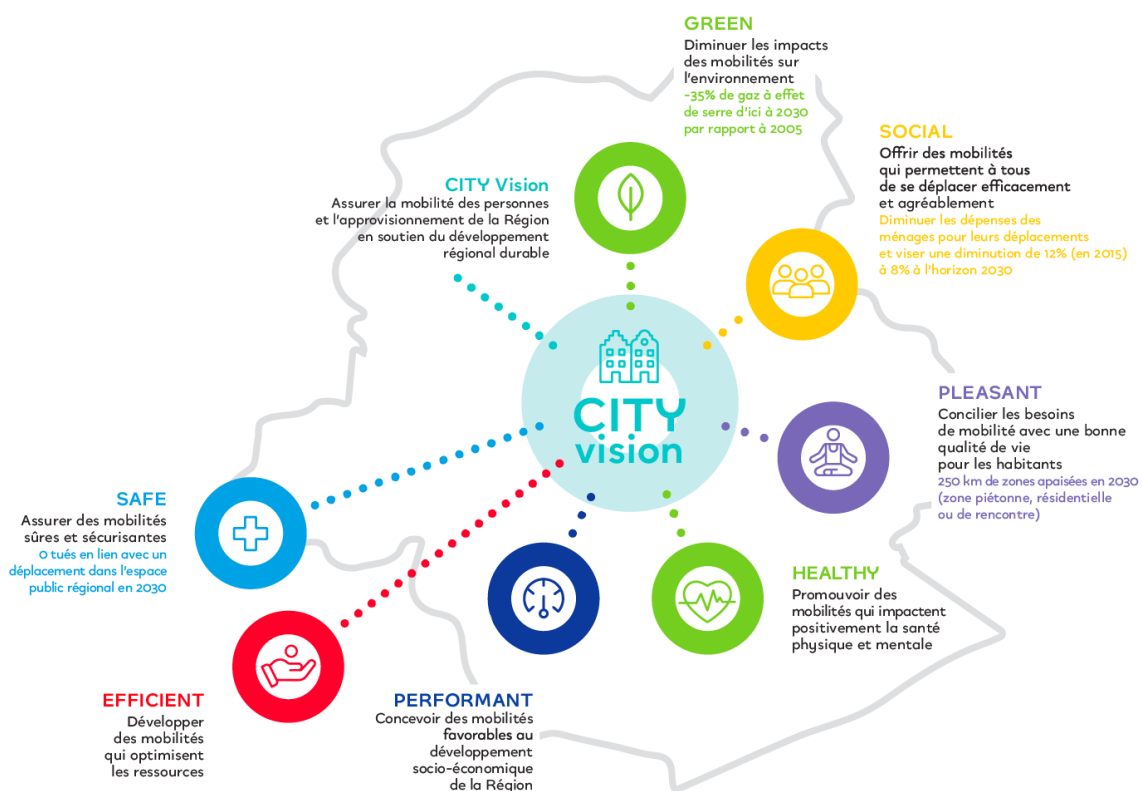 GREEN
Diminuer les impacts
des mobilités sur
l'environnement
-35% de gaz à effet
de serre d'ici à 2030
par rapport à 2005
SOCIAL
Offrir des mobilités
qui permettent à tous
de se déplacer efficacement
et agréablement
Diminuer les dépenses des
ménages pour leurs déplacements
et viser une diminution de 12% (en 2015)
à 8% à l'horizon 2030
CITY Vision
Assurer la mobilité des personnes
et l'approvisionnement de la Région
en soutien du développement
régional durable
CITY
vision
PLEASANT
Concilier les besoins
de mobilité avec une bonne
qualité de vie
pour les habitants
250 km de zones apaisées en 2030
(zone piétonne, résidentielle
ou de rencontre)
SAFE
Assurer des mobilités
sûres et sécurisantes
0 tués en lien avec un
déplacement dans l'espace
public régional en 2030
HEALTHY
Promouvoir des
mobilités qui impactent
positivement la santé
physique et mentale
EFFICIENT
Développer
des mobilités
qui optimisent
les ressources
PERFORMANT
Concevoir des mobilités
favorables au
développement
socio-économique
de la Région